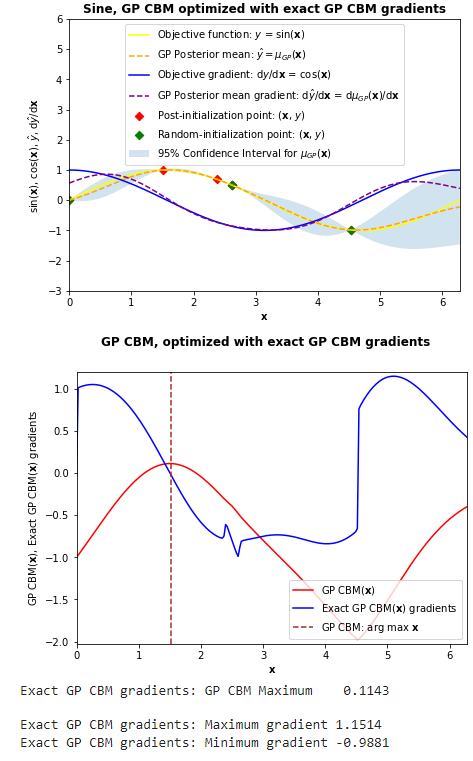 Sine, GP CBM optimized with exact GP CBM gradients
6
5
4
3
2
1
0
−1
−2
−3
sin(x), cos(x), ŷ, dŷ/dx
Objective function: y = sin(x)
GP Posterior mean: ŷ = μGP(x)
Objective gradient: dy/dx = cos(x)
GP Posterior mean gradient: dŷ/dx = dμGP(x)/dx
Post-initialization point: (x, y)
Random-initialization point: (x, y)
95% Confidence Interval for μGP(x)
0 1 2 3 4 5 6
x
GP CBM, optimized with exact GP CBM gradients
1.0
0.5
0.0
−0.5
−1.0
−1.5
−2.0
GP CBM(x), Exact GP CBM(x) gradients
GP CBM(x)
Exact GP CBM(x) gradients
GP CBM: arg max x
0 1 2 3 4 5 6
x
Exact GP CBM gradients: GP CBM Maximum 0.1143
Exact GP CBM gradients: Maximum gradient 1.1514
Exact GP CBM gradients: Minimum gradient -0.9881